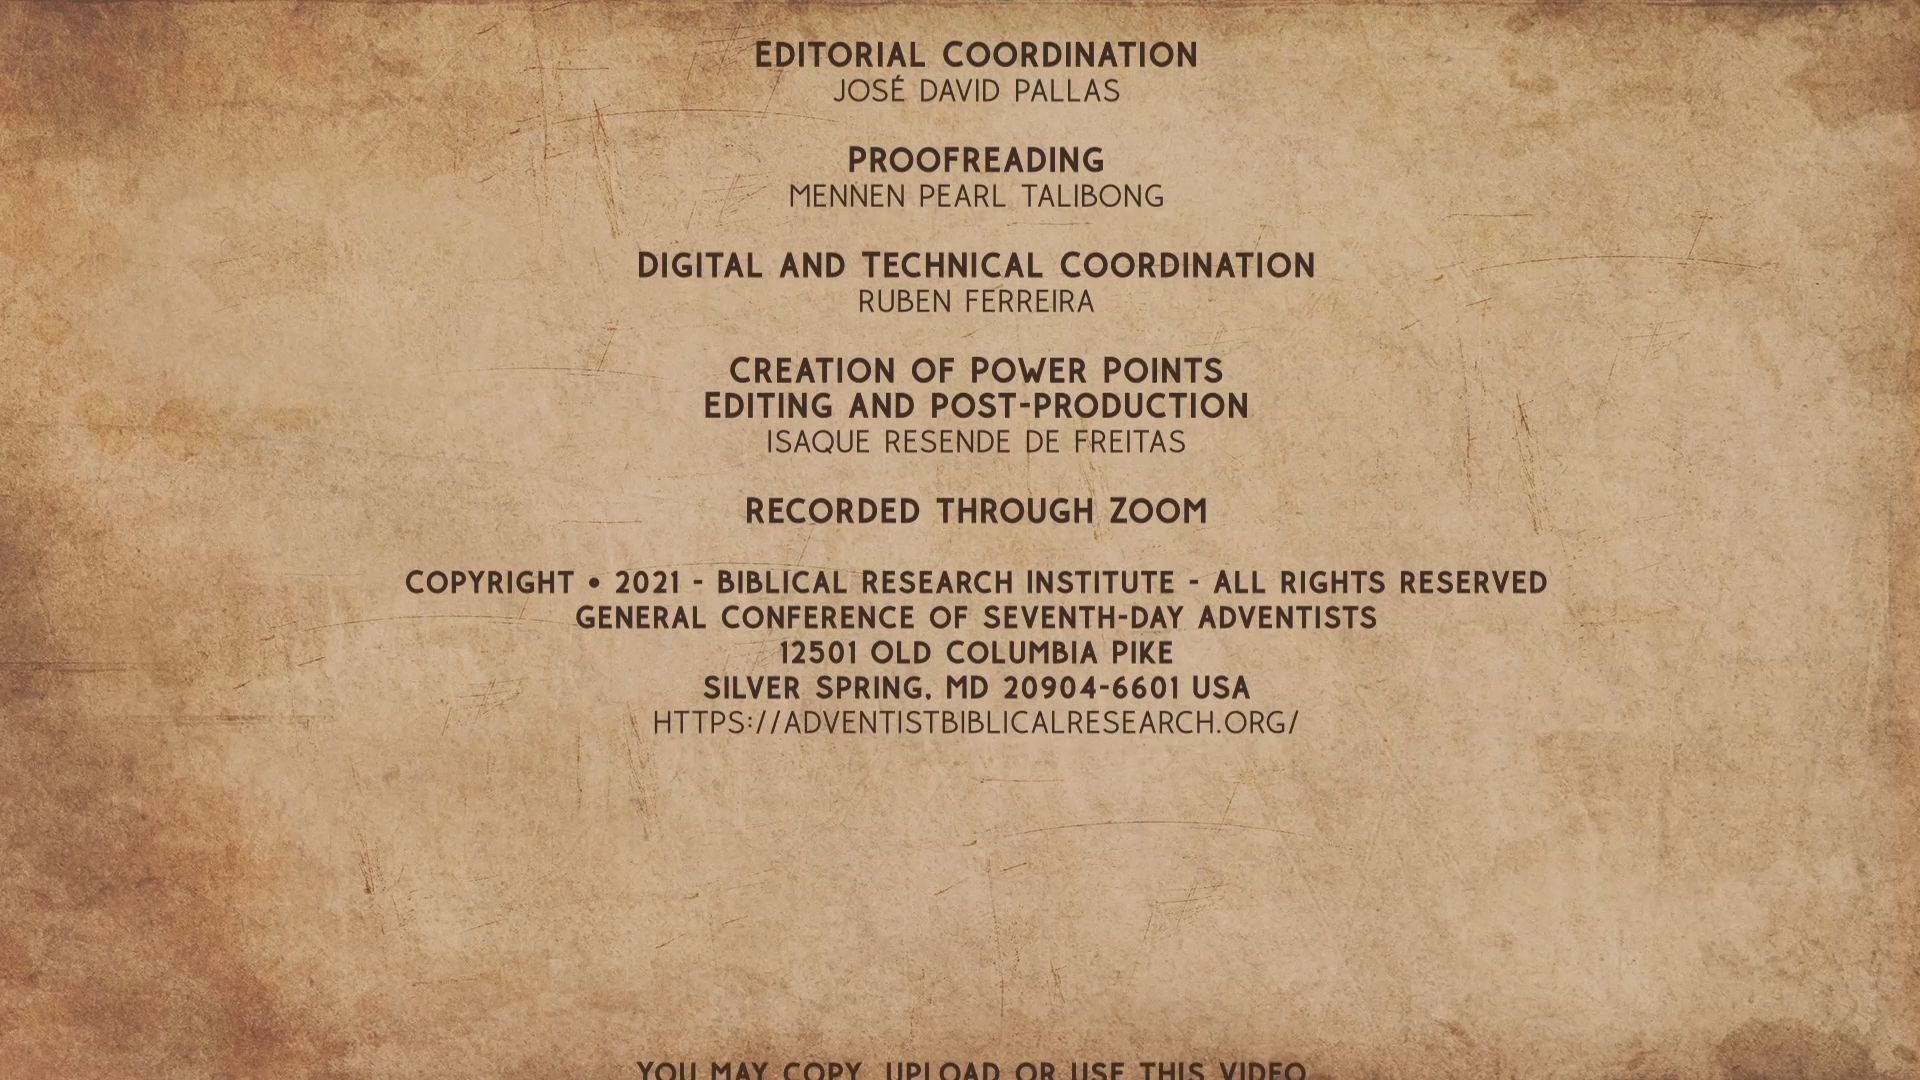 EDITORIAL COORDINATION
JOSÉ DAVID PALLAS
PROOFREADING
MENNEN PEARL TALIBONG
DIGITAL AND TECHNICAL COORDINATION
RUBEN FERREIRA
CREATION OF POWER POINTS
EDITING AND POST-PRODUCTION
ISAQUE RESENDE DE FREITAS
RECORDED THROUGH ZOOM
COPYRIGHT • 2021 - BIBLICAL RESEARCH INSTITUTE - ALL RIGHTS RESERVED
GENERAL CONFERENCE OF SEVENTH-DAY ADVENTISTS
12501 OLD COLUMBIA PIKE
SILVER SPRING, MD 20904-6601 USA
HTTPS://ADVENTISTBIBLICALRESEARCH.ORG/
YOU MAY COPY, UPLOAD OR USE THIS VIDEO